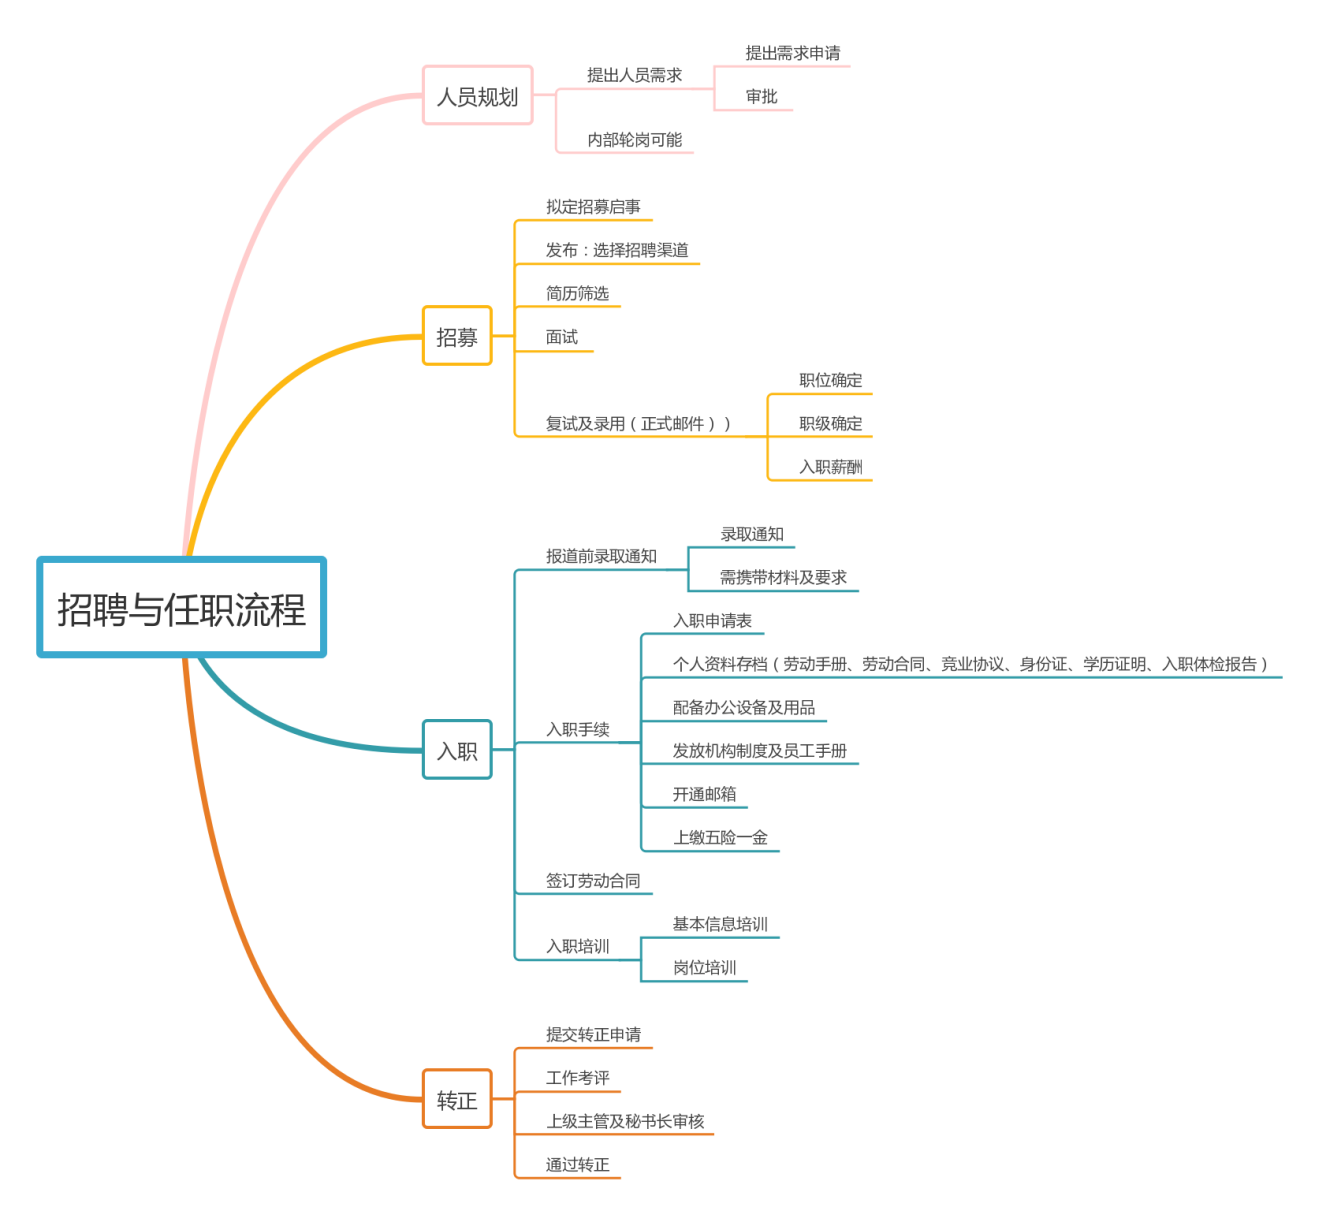 招聘与任职流程
人员规划
提出人员需求
提出需求申请
审批
内部轮岗可能
招募
拟定招募启事
发布：选择招聘渠道
简历筛选
面试
复试及录用（正式邮件））
职位确定
职级确定
入职薪酬
入职
报道前录取通知
录取通知
需携带材料及要求
入职手续
入职申请表
个人资料存档（劳动手册、劳动合同、竞业协议、身份证、学历证明、入职体检报告）
配备办公设备及用品
发放机构制度及员工手册
开通邮箱
上缴五险一金
签订劳动合同
入职培训
基本信息培训
岗位培训
转正
提交转正申请
工作考评
上级主管及秘书长审核
通过转正